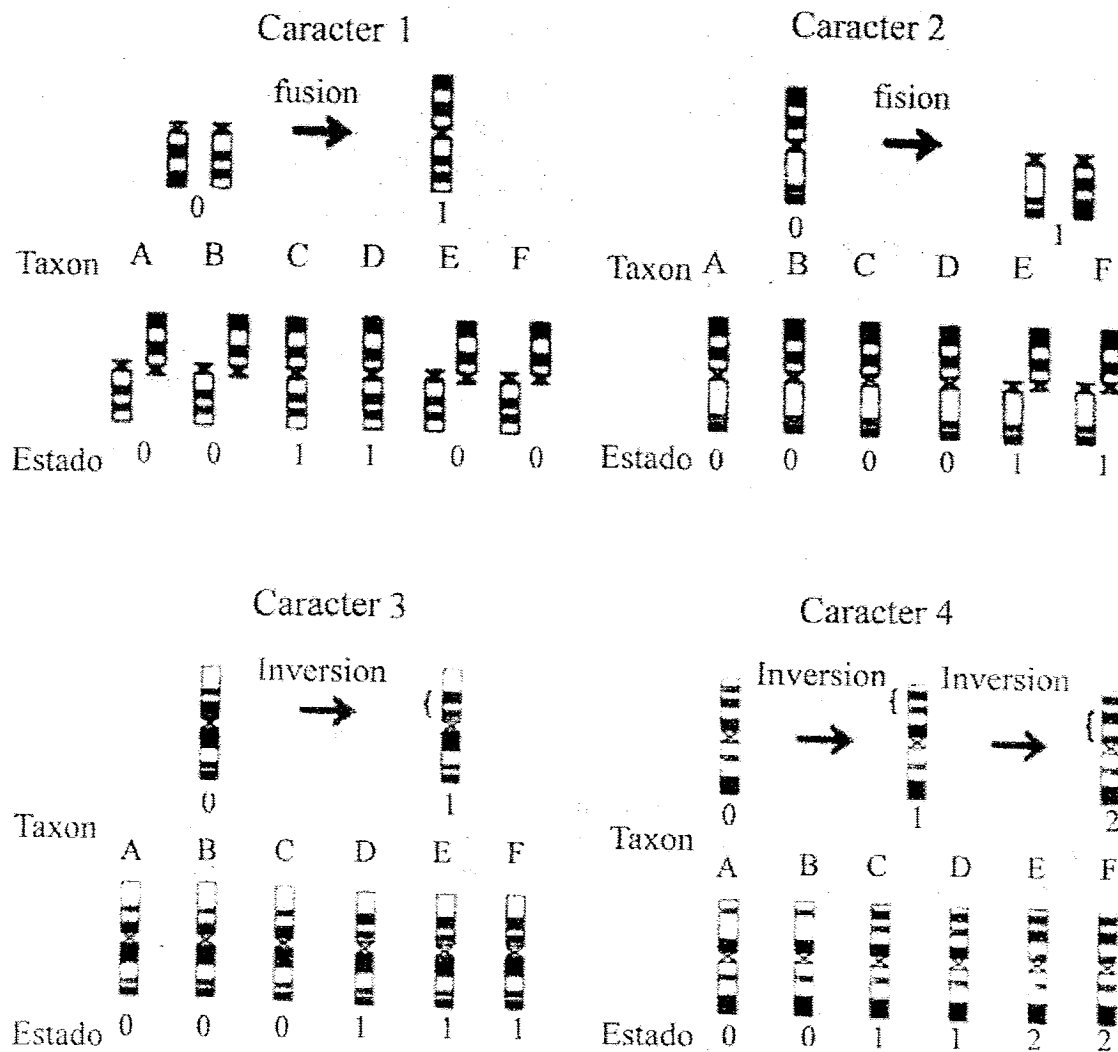 Caracter 1
fusion
0
1
Taxon A B C D E F
Estado 0 0 1 1 0 0
Caracter 2
fision
0
1
Taxon A B C D E F
Estado 0 0 0 0 1 1
Caracter 3
Inversion
{
0
1
Taxon
A B C D E F
Estado 0 0 0 1 1 1
Caracter 4
Inversion Inversion
{ {
0 1 2
Taxon
A B C D E F
Estado 0 0 1 1 2 2